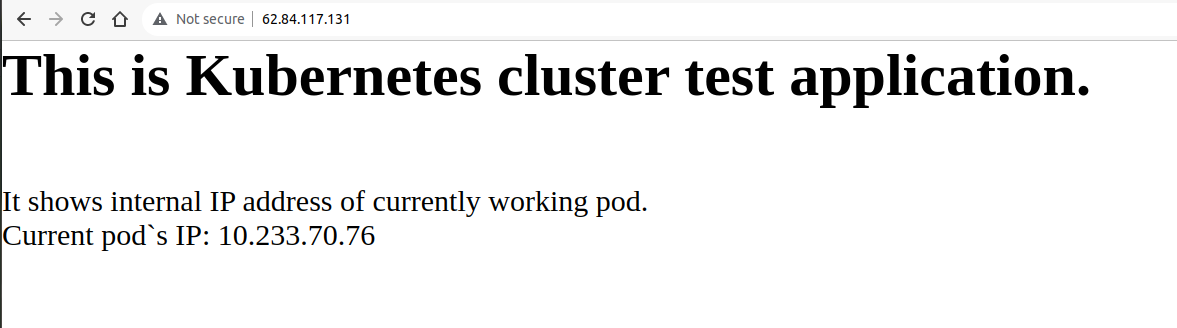 Not secure | 62.84.117.131
This is Kubernetes cluster test application.
It shows internal IP address of currently working pod.
Current pod`s IP: 10.233.70.76